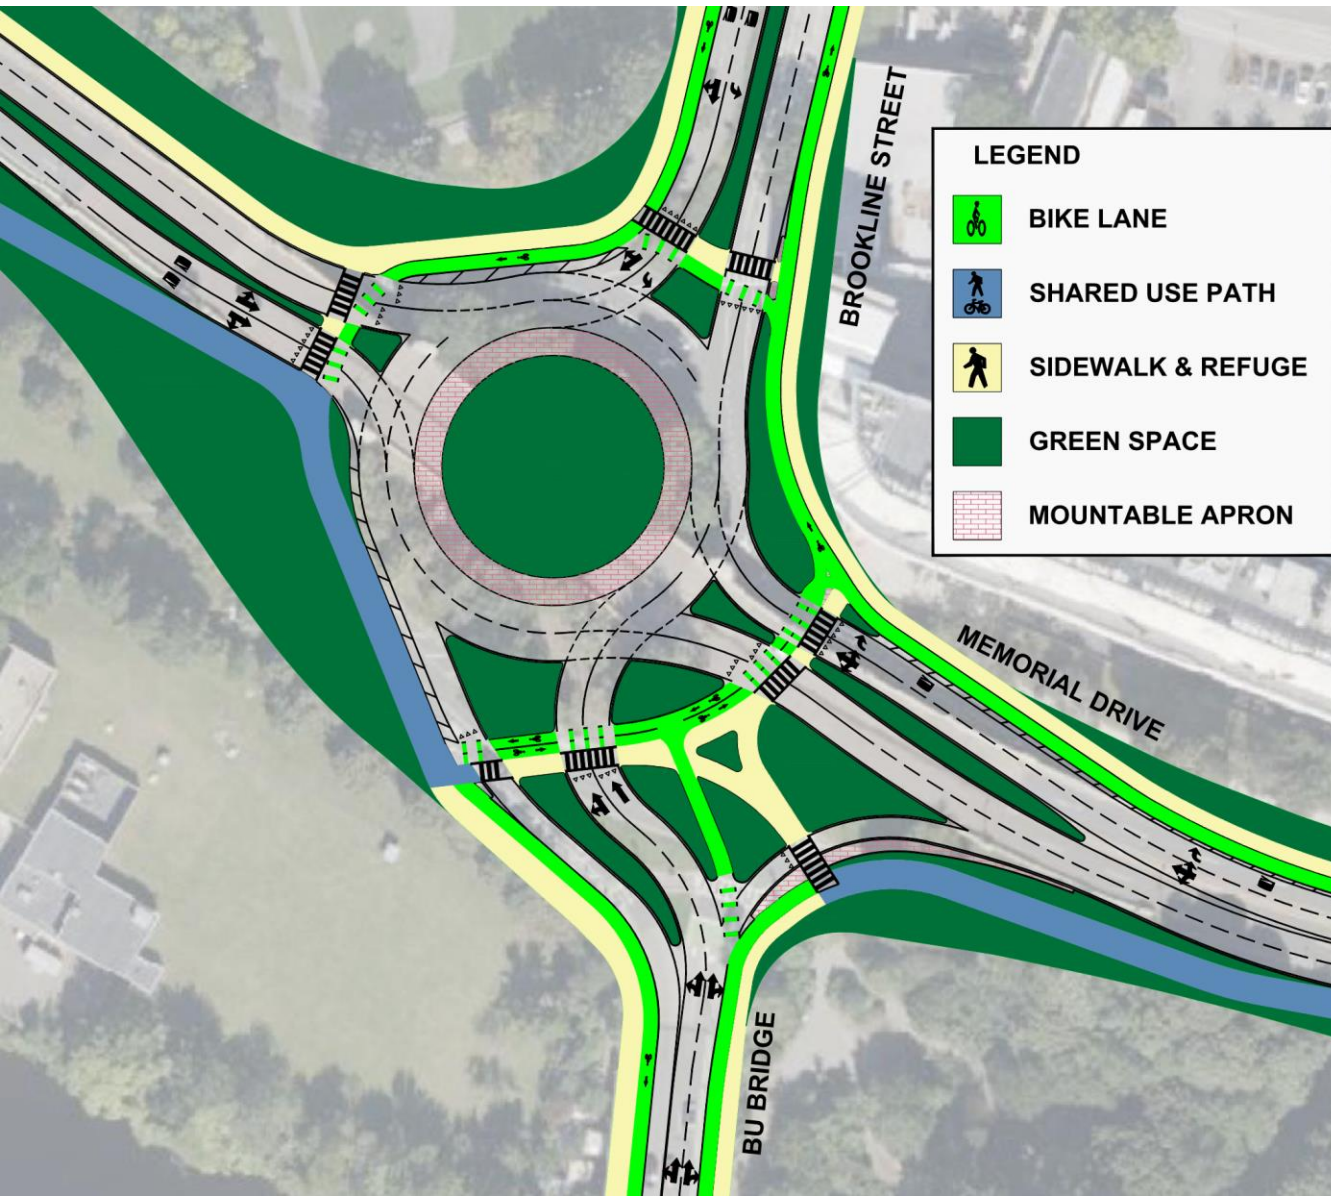 BROOKLINE STREET
LEGEND
BIKE LANE
SHARED USE PATH
SIDEWALK & REFUGE
GREEN SPACE
MOUNTABLE APRON
MEMORIAL DRIVE
BU BRIDGE